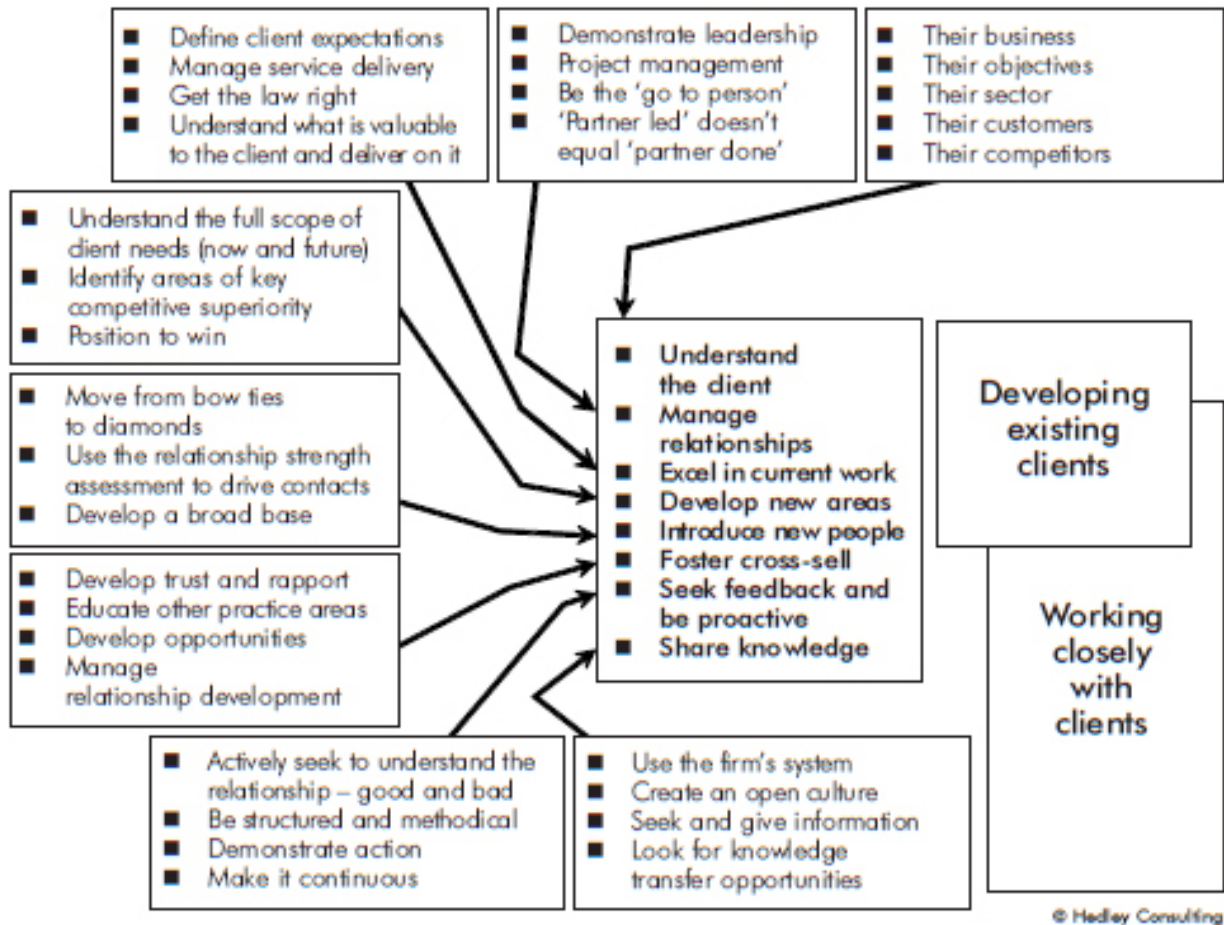 ■ Define client expectations
■ Manage service delivery
■ Get the law right
■ Understand what is valuable
to the client and deliver on it
■ Demonstrate leadership
■ Project management
■ Be the ‘go to person’
■ ‘Partner led’ doesn’t
equal ‘partner done’
■ Their business
■ Their objectives
■ Their sector
■ Their customers
■ Their competitors
■ Understand the full scope of
client needs (now and future)
■ Identify areas of key
competitive superiority
■ Position to win
■ Move from bow ties
to diamonds
■ Use the relationship strength
assessment to drive contacts
■ Develop a broad base
■ Develop trust and rapport
■ Educate other practice areas
■ Develop opportunities
■ Manage
relationship development
■ Understand
the client
■ Manage
relationships
■ Excel in current work
■ Develop new areas
■ Introduce new people
■ Foster cross-sell
■ Seek feedback and
be proactive
■ Share knowledge
Developing
existing
clients
Working
closely
with
clients
■ Actively seek to understand the
relationship – good and bad
■ Be structured and methodical
■ Demonstrate action
■ Make it continuous
■ Use the firm’s system
■ Create an open culture
■ Seek and give information
■ Look for knowledge
transfer opportunities
© Hedley Consulting